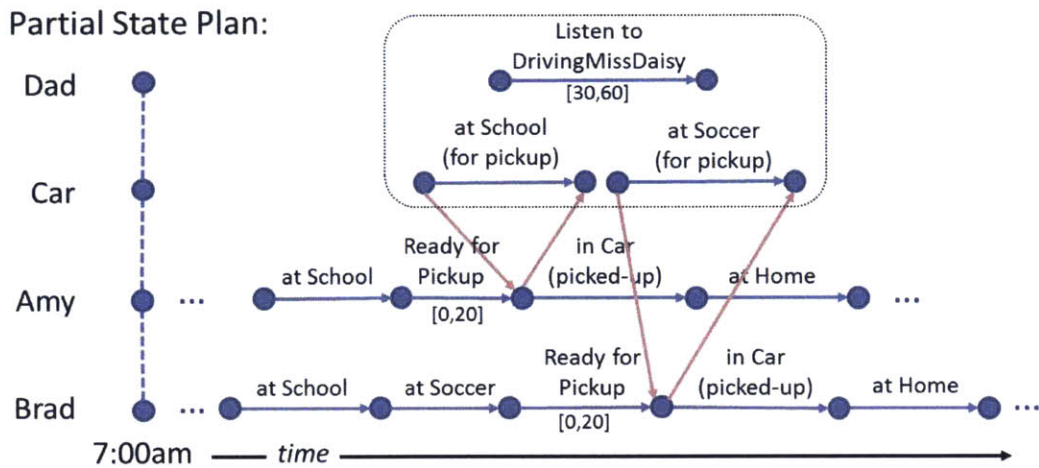 Partial State Plan:
Listen to
DrivingMissDaisy
[30,60]
Dad
at School
(for pickup)
at Soccer
(for pickup)
Car
Ready for
Pickup
in Car
(picked-up)
at School
at Home
Amy
...
[0,20]
...
Ready for
Pickup
in Car
(picked-up)
at School
at Soccer
at Home
Brad
...
[0,20]
...
7:00am
time